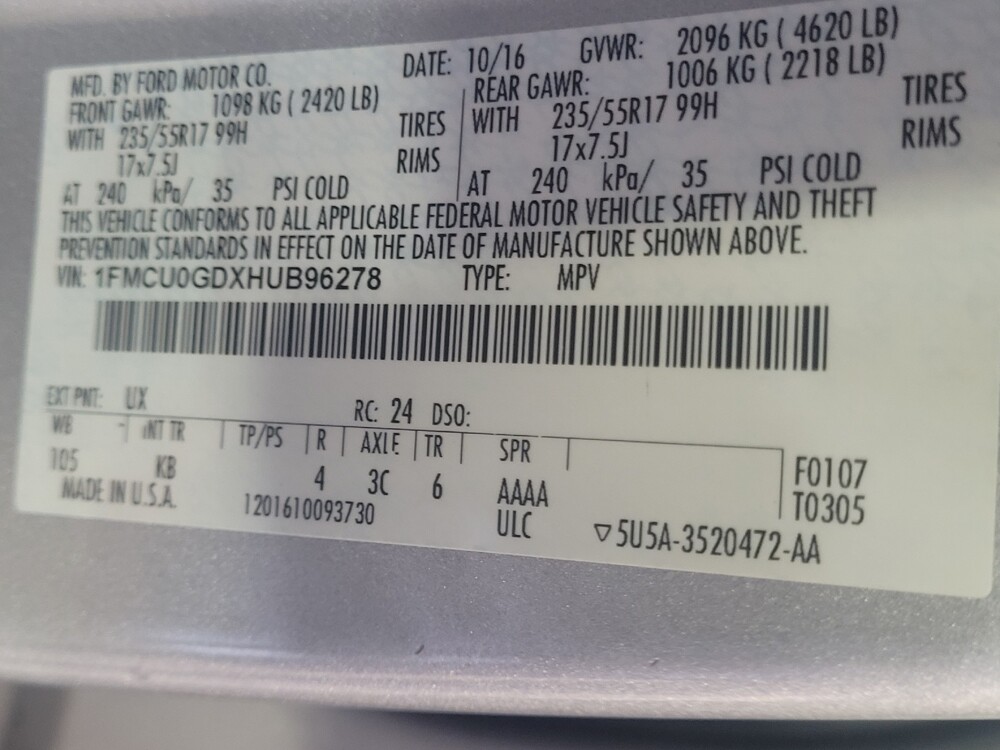 MFD. BY FORD MOTOR CO. DATE: 10/16 GVWR: 2096 KG ( 4620 LB)
FRONT GAWR: 1098 KG ( 2420 LB) REAR GAWR: 1006 KG ( 2218 LB)
WITH 235/55R17 99H TIRES WITH 235/55R17 99H TIRES
17x7.5J RIMS 17x7.5J RIMS
AT 240 kPa/ 35 PSI COLD AT 240 kPa/ 35 PSI COLD
THIS VEHICLE CONFORMS TO ALL APPLICABLE FEDERAL MOTOR VEHICLE SAFETY AND THEFT
PREVENTION STANDARDS IN EFFECT ON THE DATE OF MANUFACTURE SHOWN ABOVE.
VIN: 1FMCU0GDXHUB96278 TYPE: MPV
EXT PNT: UX RC: 24 DSO:
WB INT TR TP/PS R AXLE TR SPR
105 KB 4 3C 6 AAAA F0107
MADE IN U.S.A. 1201610093730 ULC T0305
▽5U5A-3520472-AA